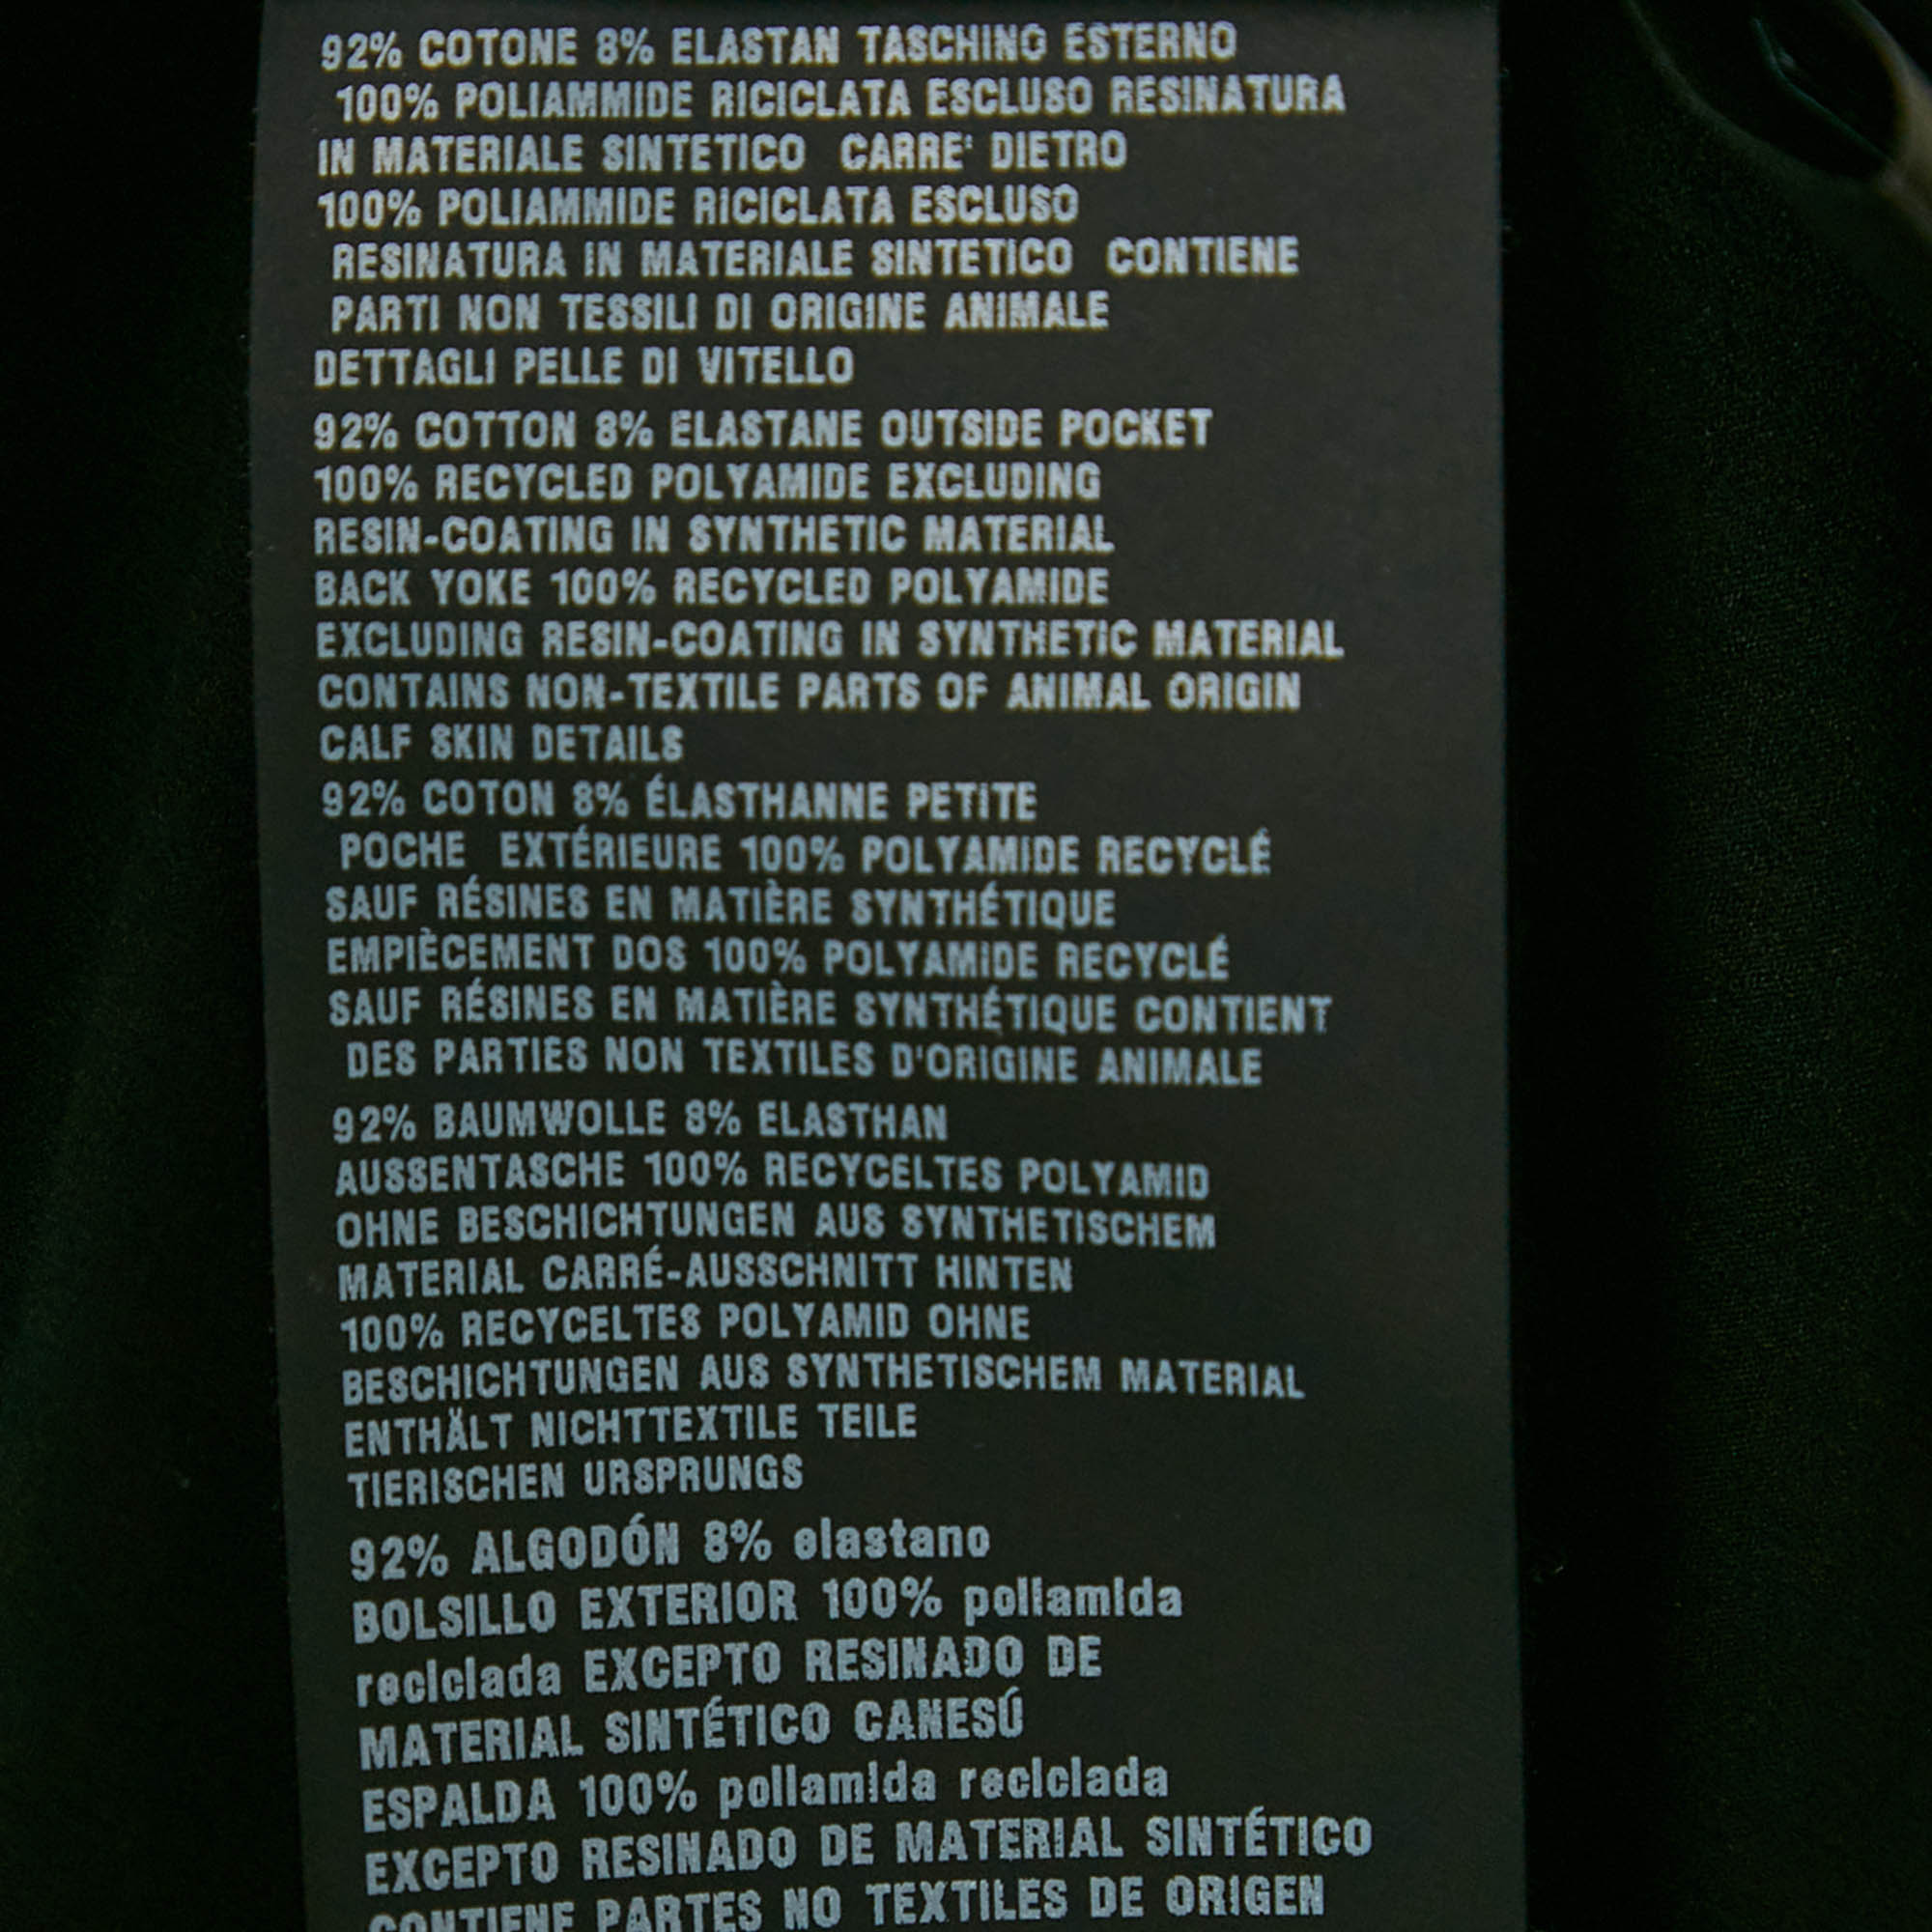 92% COTONE 8% ELASTAN TASCHINO ESTERNO
100% POLIAMMIDE RICICLATA ESCLUSO RESINATURA
IN MATERIALE SINTETICO CARRE' DIETRO
100% POLIAMMIDE RICICLATA ESCLUSO
RESINATURA IN MATERIALE SINTETICO CONTIENE
PARTI NON TESSILI DI ORIGINE ANIMALE
DETTAGLI PELLE DI VITELLO
92% COTTON 8% ELASTANE OUTSIDE POCKET
100% RECYCLED POLYAMIDE EXCLUDING
RESIN-COATING IN SYNTHETIC MATERIAL
BACK YOKE 100% RECYCLED POLYAMIDE
EXCLUDING RESIN-COATING IN SYNTHETIC MATERIAL
CONTAINS NON-TEXTILE PARTS OF ANIMAL ORIGIN
CALF SKIN DETAILS
92% COTON 8% ÉLASTHANNE PETITE
POCHE EXTÉRIEURE 100% POLYAMIDE RECYCLÉ
SAUF RÉSINES EN MATIÈRE SYNTHÉTIQUE
EMPIÈCEMENT DOS 100% POLYAMIDE RECYCLÉ
SAUF RÉSINES EN MATIÈRE SYNTHÉTIQUE CONTIENT
DES PARTIES NON TEXTILES D'ORIGINE ANIMALE
92% BAUMWOLLE 8% ELASTHAN
AUSSENTASCHE 100% RECYCELTES POLYAMID
OHNE BESCHICHTUNGEN AUS SYNTHETISCHEM
MATERIAL CARRÉ-AUSSCHNITT HINTEN
100% RECYCELTES POLYAMID OHNE
BESCHICHTUNGEN AUS SYNTHETISCHEM MATERIAL
ENTHÄLT NICHTTEXTILE TEILE
TIERISCHEN URSPRUNGS
92% ALGODÓN 8% elastano
BOLSILLO EXTERIOR 100% poliamida
reciclada EXCEPTO RESINADO DE
MATERIAL SINTÉTICO CANESÚ
ESPALDA 100% poliamida reciclada
EXCEPTO RESINADO DE MATERIAL SINTÉTICO
CONTIENE PARTES NO TEXTILES DE ORIGEN